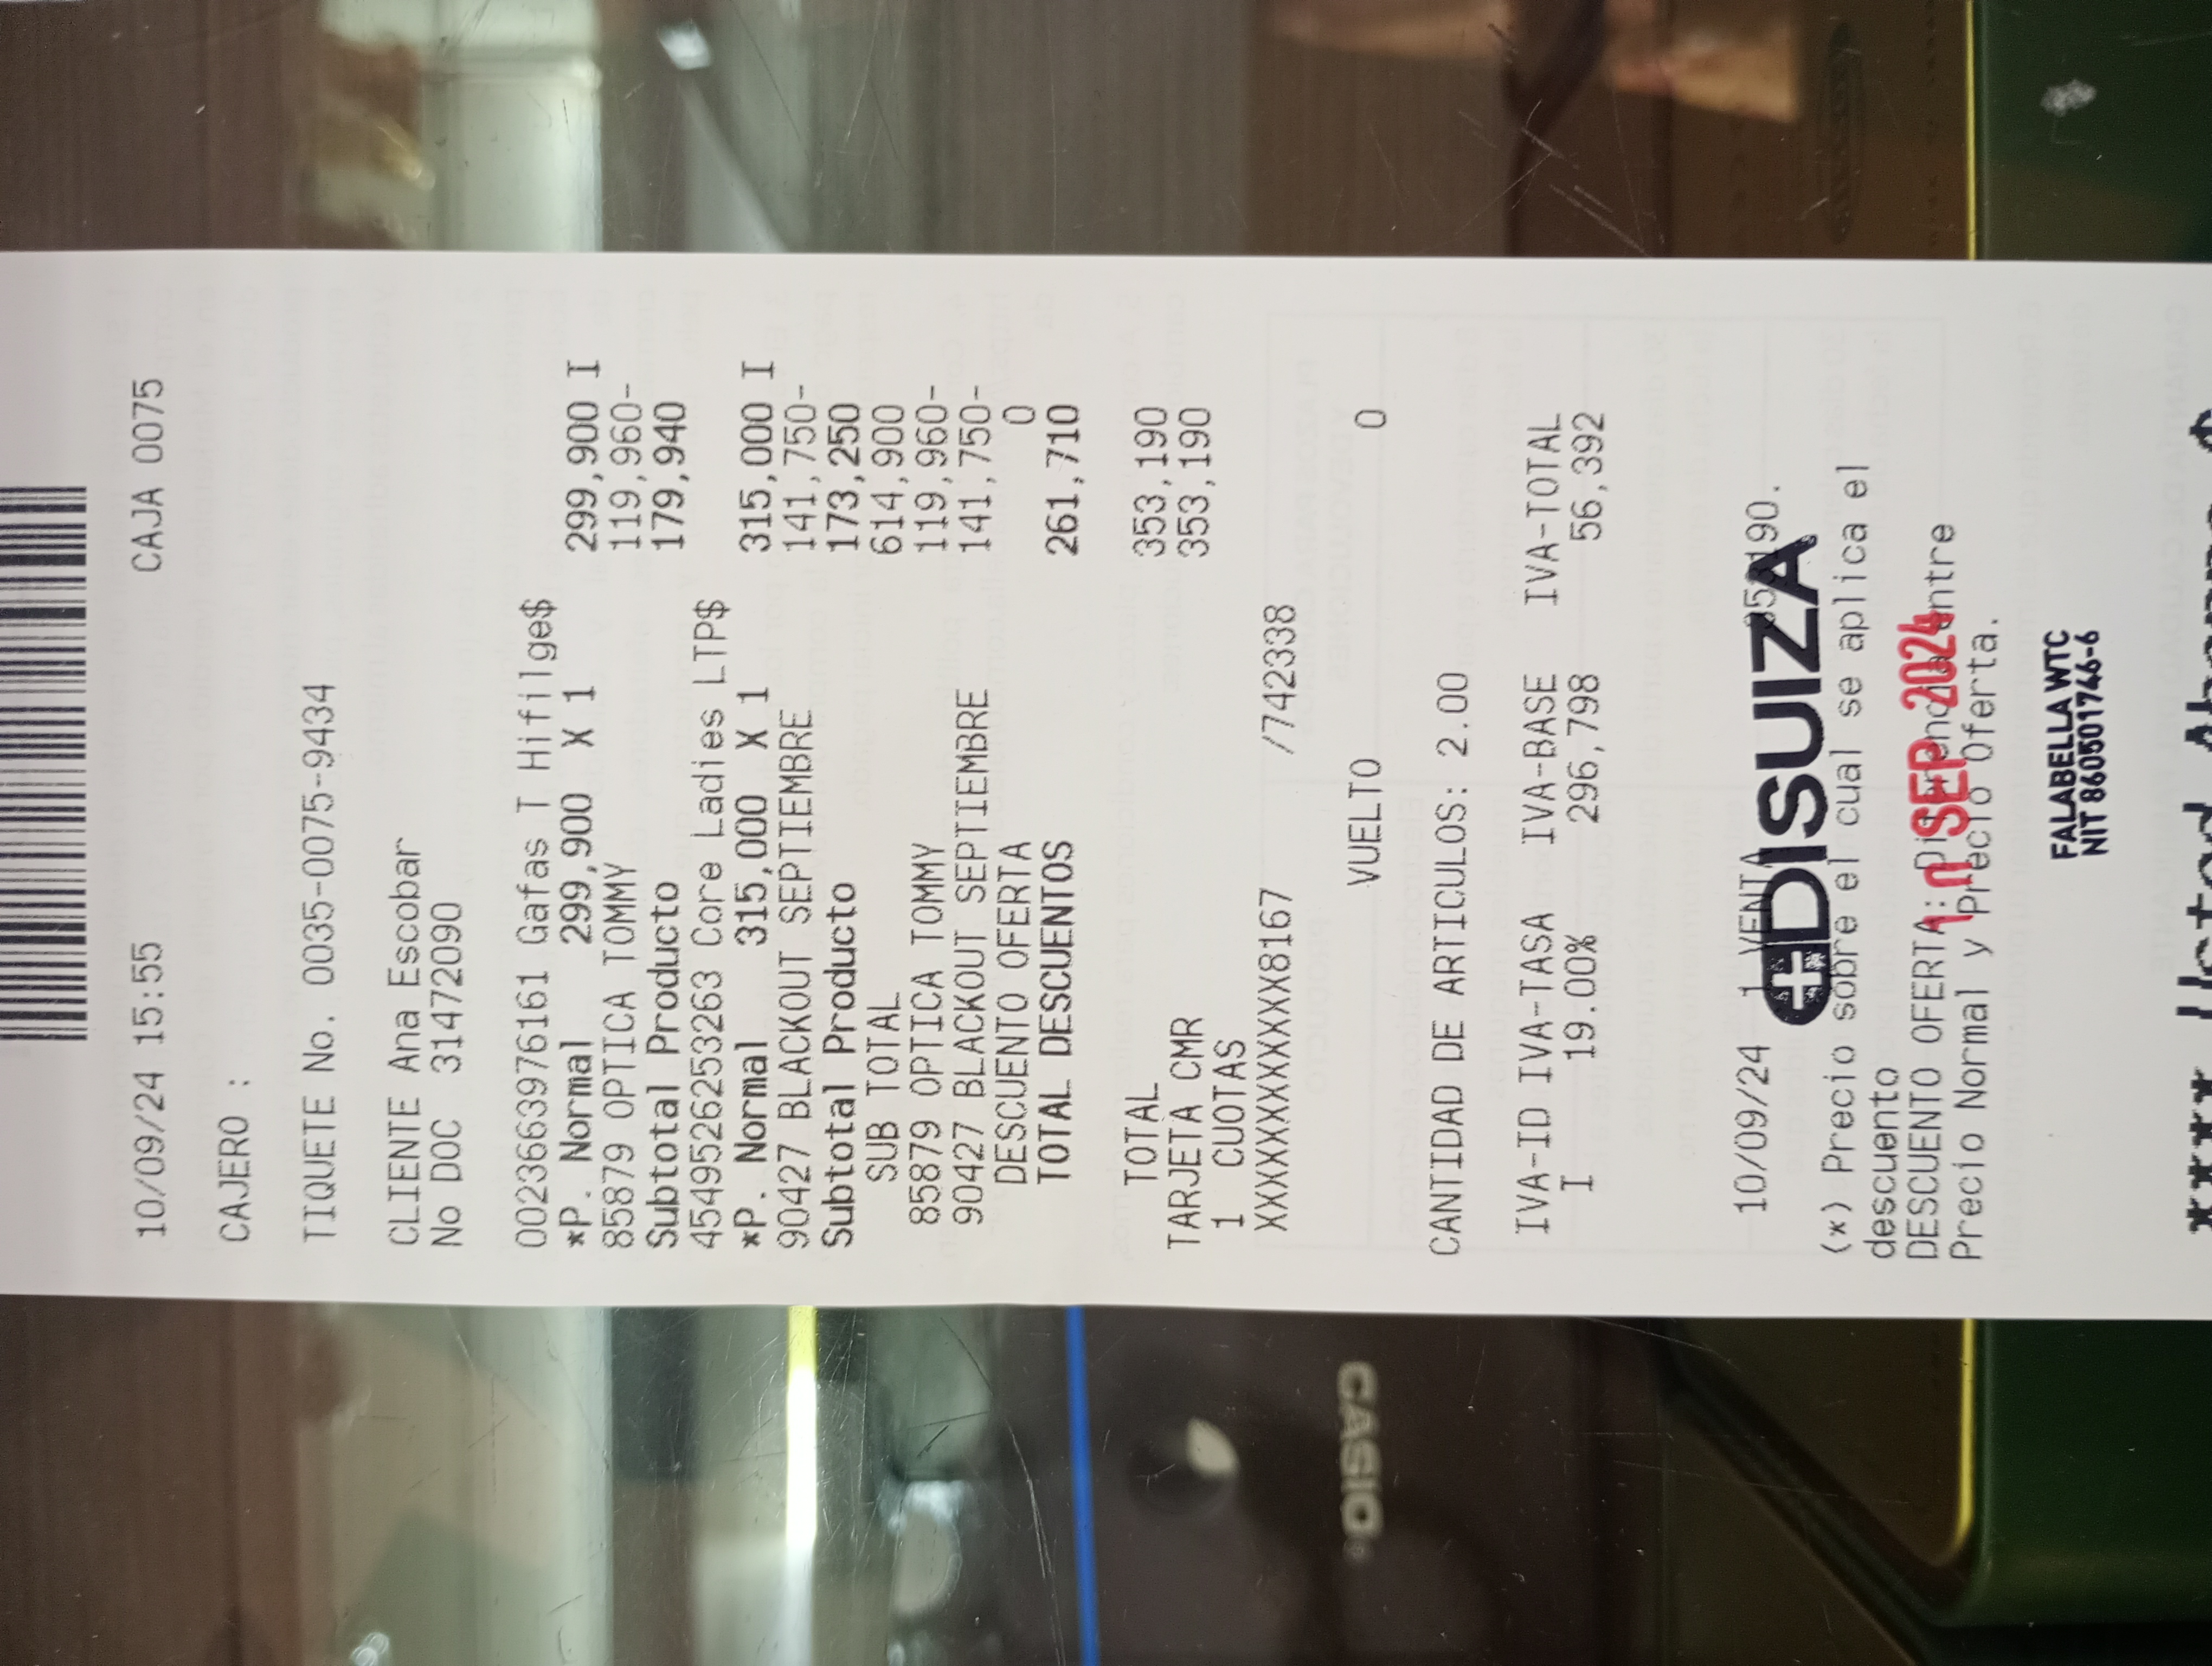 10/09/24 15:55 CAJA 0075
CAJERO :
TIQUETE No. 0035-0075-9434
CLIENTE Ana Escobar
No DOC 31472090
0023663976161 Gafas T Hifilge$
*P. Normal 299,900 X 1 299,900 I
85879 OPTICA TOMMY 119,960-
Subtotal Producto 179,940
4549526253263 Core Ladies LTP$
*P. Normal 315,000 X 1 315,000 I
90427 BLACKOUT SEPTIEMBRE 141,750-
Subtotal Producto 173,250
SUB TOTAL 614,900
85879 OPTICA TOMMY 119,960-
90427 BLACKOUT SEPTIEMBRE 141,750-
DESCUENTO OFERTA 0
TOTAL DESCUENTOS 261,710
TOTAL 353,190
TARJETA CMR 353,190
1 CUOTAS
XXXXXXXXXXXX8167 /742338
VUELTO 0
CANTIDAD DE ARTICULOS: 2.00
IVA-ID IVA-TASA IVA-BASE IVA-TOTAL
I 19.00% 296,798 56,392
10/09/24 1 VENTA
DISUIZA
(*) Precio sobre el cual se aplica el
descuento
DESCUENTO OFERTA: entre
SEP 2024
Precio Normal y Precio Oferta.
FALABELLA WTC
NIT 860501746-6
CASIO